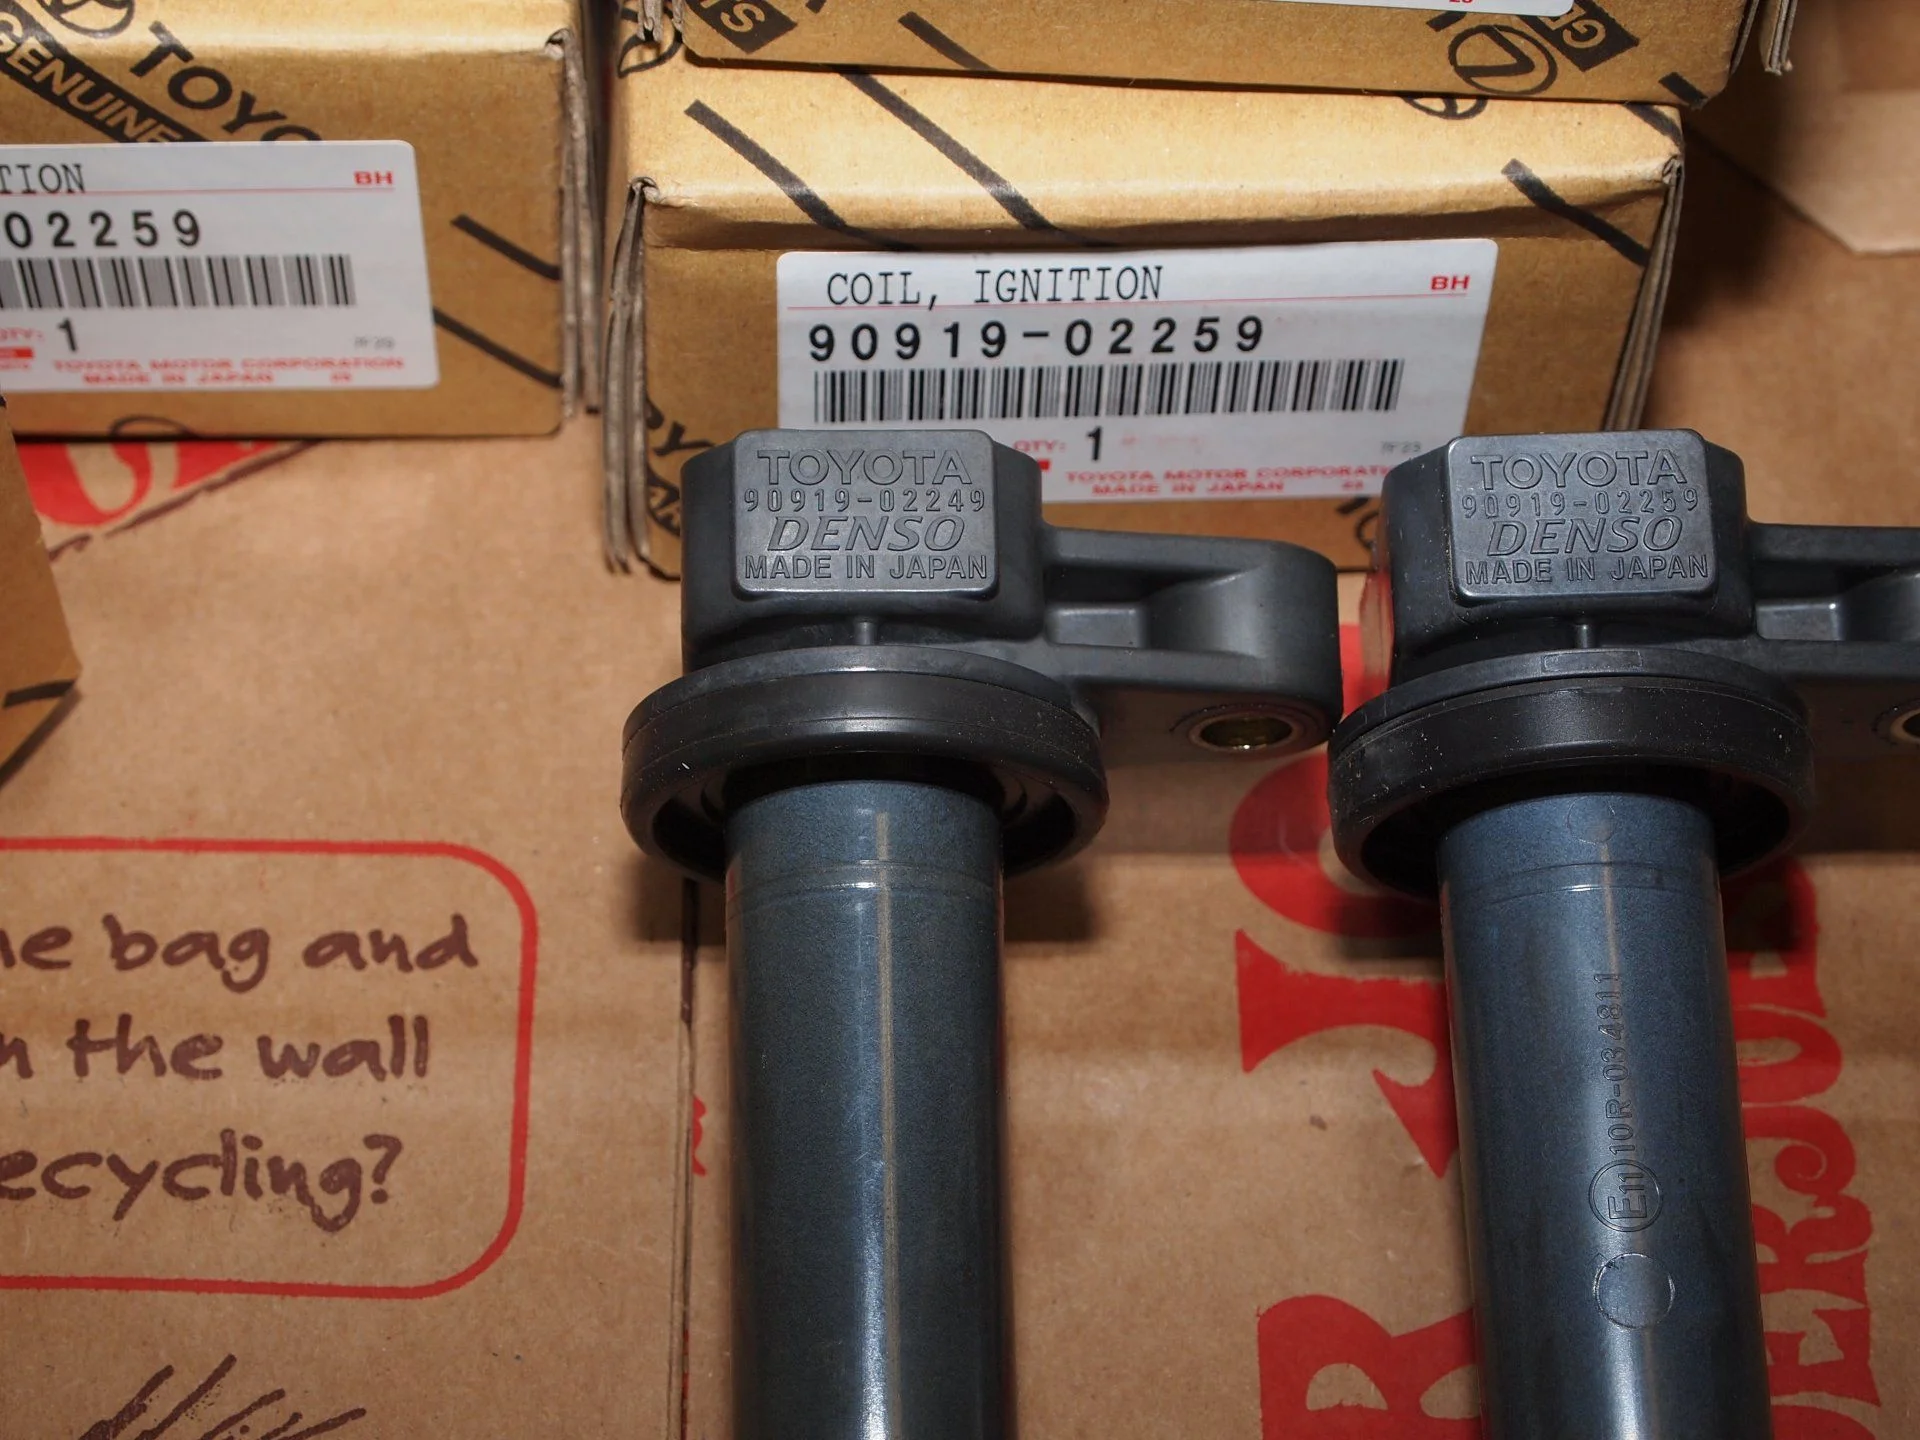 TOYO
GENUINE
TION
BH
02259
QTY: 1
TOYOTA MOTOR CORPORATION
MADE IN JAPAN
COIL, IGNITION
BH
90919-02259
QTY: 1
TOYOTA MOTOR CORPORATI
MADE IN JAPAN
TOYOTA
90919-02249
DENSO
MADE IN JAPAN
TOYOTA
90919-02259
DENSO
MADE IN JAPAN
E11 10R-034811
he bag and
n the wall
ecycling?